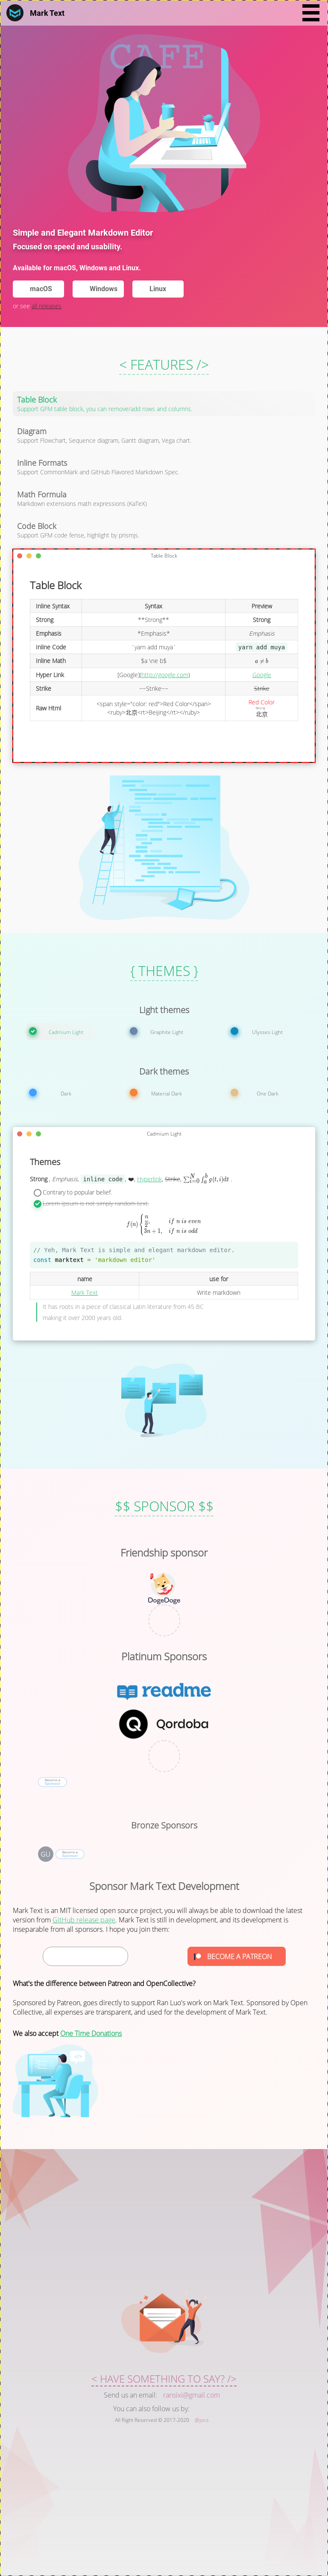 Mark Text
CAFE
Simple and Elegant Markdown Editor
Focused on speed and usability.
Available for macOS, Windows and Linux.
macOS
Windows
Linux
or see all releases.
< FEATURES />
Table Block
Support GFM table Block, you can remove/add rows and columns.
Diagram
Support Flowchart, Sequence diagram, Gantt diagram, Vega chart.
Inline Formats
Support CommonMark and GitHub Flavored Markdown Spec.
Math Formula
Markdown extensions math expressions (KaTeX)
Code Block
Support GFM code fense, highlight by prismjs.
Table Block
Table Block
Inline Syntax Syntax Preview
Strong **Strong** Strong
Emphasis *Emphasis* Emphasis
Inline Code `yarn add muya` yarn add muya
Inline Math $a \ne b$ a ≠ b
Hyper Link [Google](http://google.com) Google
Strike ~~Strike~~ Strike
Raw Html <span style="color: red">Red Color</span> Red Color
<ruby>北京<rt>Beijing</rt></ruby> 北京
{ THEMES }
Light themes
Cadmium Light
Graphite Light
Ulysses Light
Dark themes
Dark
Material Dark
One Dark
Cadmium Light
Themes
Strong , Emphasis, inline code , ❤, Hyperlink, Strike, 
Contrary to popular belief.
Lorem Ipsum is not simply random text.
f(n) { n/2, if n is even
3n + 1, if n is odd
// Yeh, Mark Text is simple and elegant markdown editor.
const marktext = 'markdown editor'
name use for
Mark Text Write markdown
It has roots in a piece of classical Latin literature from 45 BC
making it over 2000 years old.
$$ SPONSOR $$
Friendship sponsor
DogeDoge
Platinum Sponsors
readme
Qordoba
Bronze Sponsors
GU
Sponsor Mark Text Development
Mark Text is an MIT licensed open source project, you will always be able to download the latest
version from GitHub release page. Mark Text is still in development, and its development is
inseparable from all sponsors. I hope you join them:
BECOME A PATREON
What's the difference between Patreon and OpenCollective?
Sponsored by Patreon, goes directly to support Ran Luo's work on Mark Text. Sponsored by Open
Collective, all expenses are transparent, and used for the development of Mark Text.
We also accept One Time Donations
< HAVE SOMETHING TO SAY? />
Send us an email: ransixi@gmail.com
You can also follow us by:
All Right Reserved © 2017-2020 @Jocs